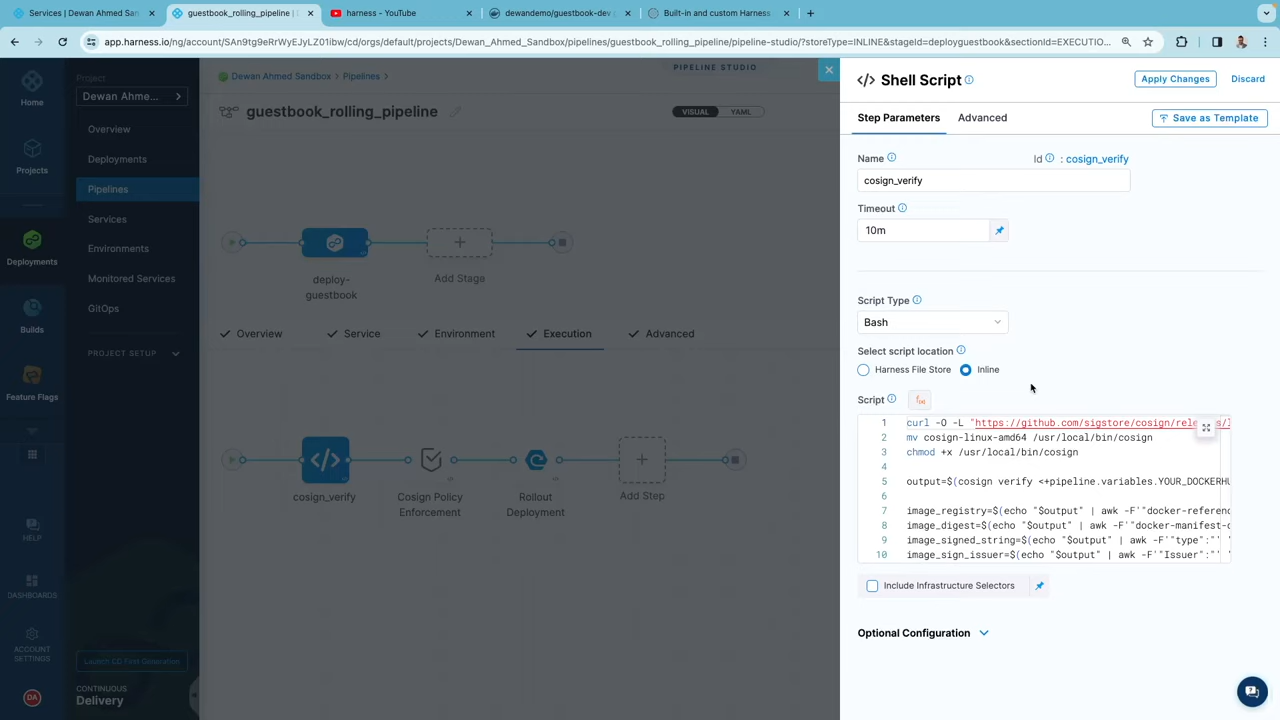 Services | Dewan Ahmed San
guestbook_rolling_pipeline |
harness - YouTube
dewandemo/guestbook-dev
Built-in and custom Harness
app.harness.io/ng/account/SAn9tg9eRrWyEJyLZ01ibw/cd/orgs/default/projects/Dewan_Ahmed_Sandbox/pipelines/guestbook_rolling_pipeline/pipeline-studio/?storeType=INLINE&stageId=deployguestbook&sectionId=EXECUTIO...
Home
Projects
Deployments
Builds
Feature Flags
HELP
DASHBOARDS
ACCOUNT
SETTINGS
DA
Project
Dewan Ahme...
Overview
Deployments
Pipelines
Services
Environments
Monitored Services
GitOps
PROJECT SETUP
Launch CD First Generation
CONTINUOUS
Delivery
Dewan Ahmed Sandbox > Pipelines >
PIPELINE STUDIO
guestbook_rolling_pipeline
VISUAL
YAML
deploy-
guestbook
Add Stage
Overview
Service
Environment
Execution
Advanced
cosign_verify
Cosign Policy
Enforcement
Rollout
Deployment
Add Step
</> Shell Script
Apply Changes
Discard
Step Parameters
Advanced
Save as Template
Name
Id : cosign_verify
cosign_verify
Timeout
10m
Script Type
Bash
Select script location
Harness File Store
Inline
Script
f(x)
1 curl -O -L "https://github.com/sigstore/cosign/rele
2 mv cosign-linux-amd64 /usr/local/bin/cosign
3 chmod +x /usr/local/bin/cosign
4
5 output=$(cosign verify <+pipeline.variables.YOUR_DOCKERHU
6
7 image_registry=$(echo "$output" | awk -F'"docker-referenc
8 image_digest=$(echo "$output" | awk -F'"docker-manifest-d
9 image_signed_string=$(echo "$output" | awk -F'"type":"' '
10 image_sign_issuer=$(echo "$output" | awk -F'"Issuer":"' '
Include Infrastructure Selectors
Optional Configuration